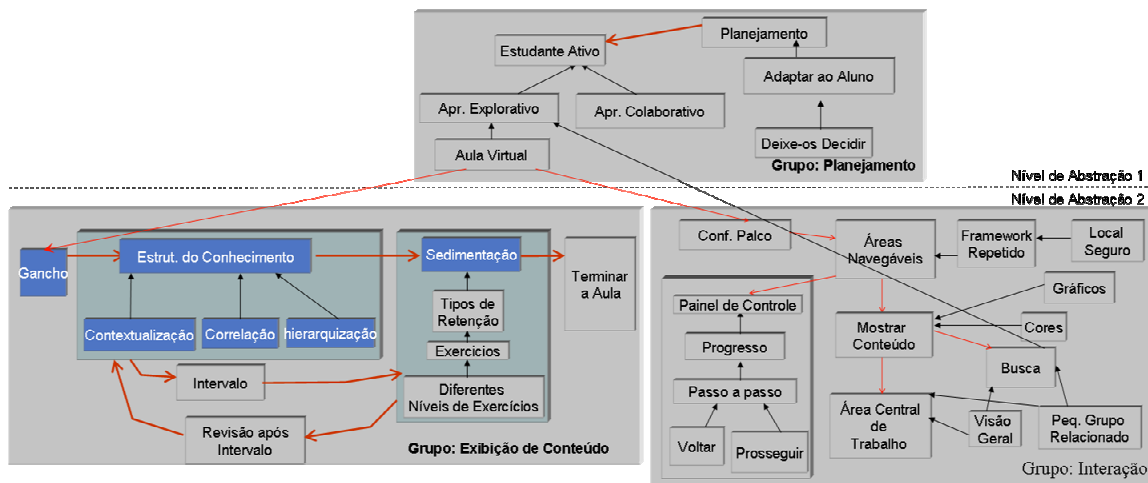 Planejamento
Estudante Ativo
Adaptar ao Aluno
Apr. Explorativo
Apr. Colaborativo
Deixe-os Decidir
Aula Virtual
Grupo: Planejamento
Nível de Abstração 1
Nível de Abstração 2
Gancho
Estrut. do Conhecimento
Contextualização
Correlação
hierarquização
Intervalo
Revisão após
Intervalo
Sedimentação
Tipos de
Retenção
Exercícios
Diferentes
Níveis de Exercícios
Terminar
a Aula
Grupo: Exibição de Conteúdo
Conf. Palco
Áreas
Navegáveis
Framework
Repetido
Local
Seguro
Painel de Controle
Gráficos
Progresso
Mostrar
Conteúdo
Cores
Busca
Passo a passo
Voltar
Prosseguir
Área Central
de
Trabalho
Visão
Geral
Peq. Grupo
Relacionado
Grupo: Interação